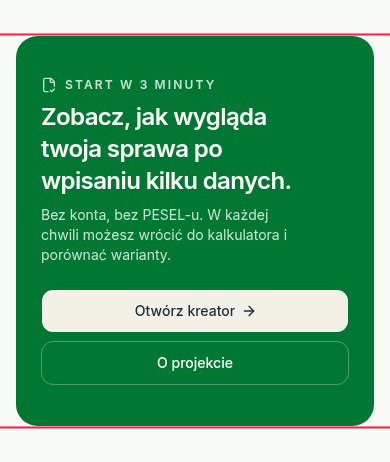 START W 3 MINUTY
Zobacz, jak wygląda
twoja sprawa po
wpisaniu kilku danych.
Bez konta, bez PESEL-u. W każdej
chwili możesz wrócić do kalkulatora i
porównać warianty.
Otwórz kreator →
O projekcie